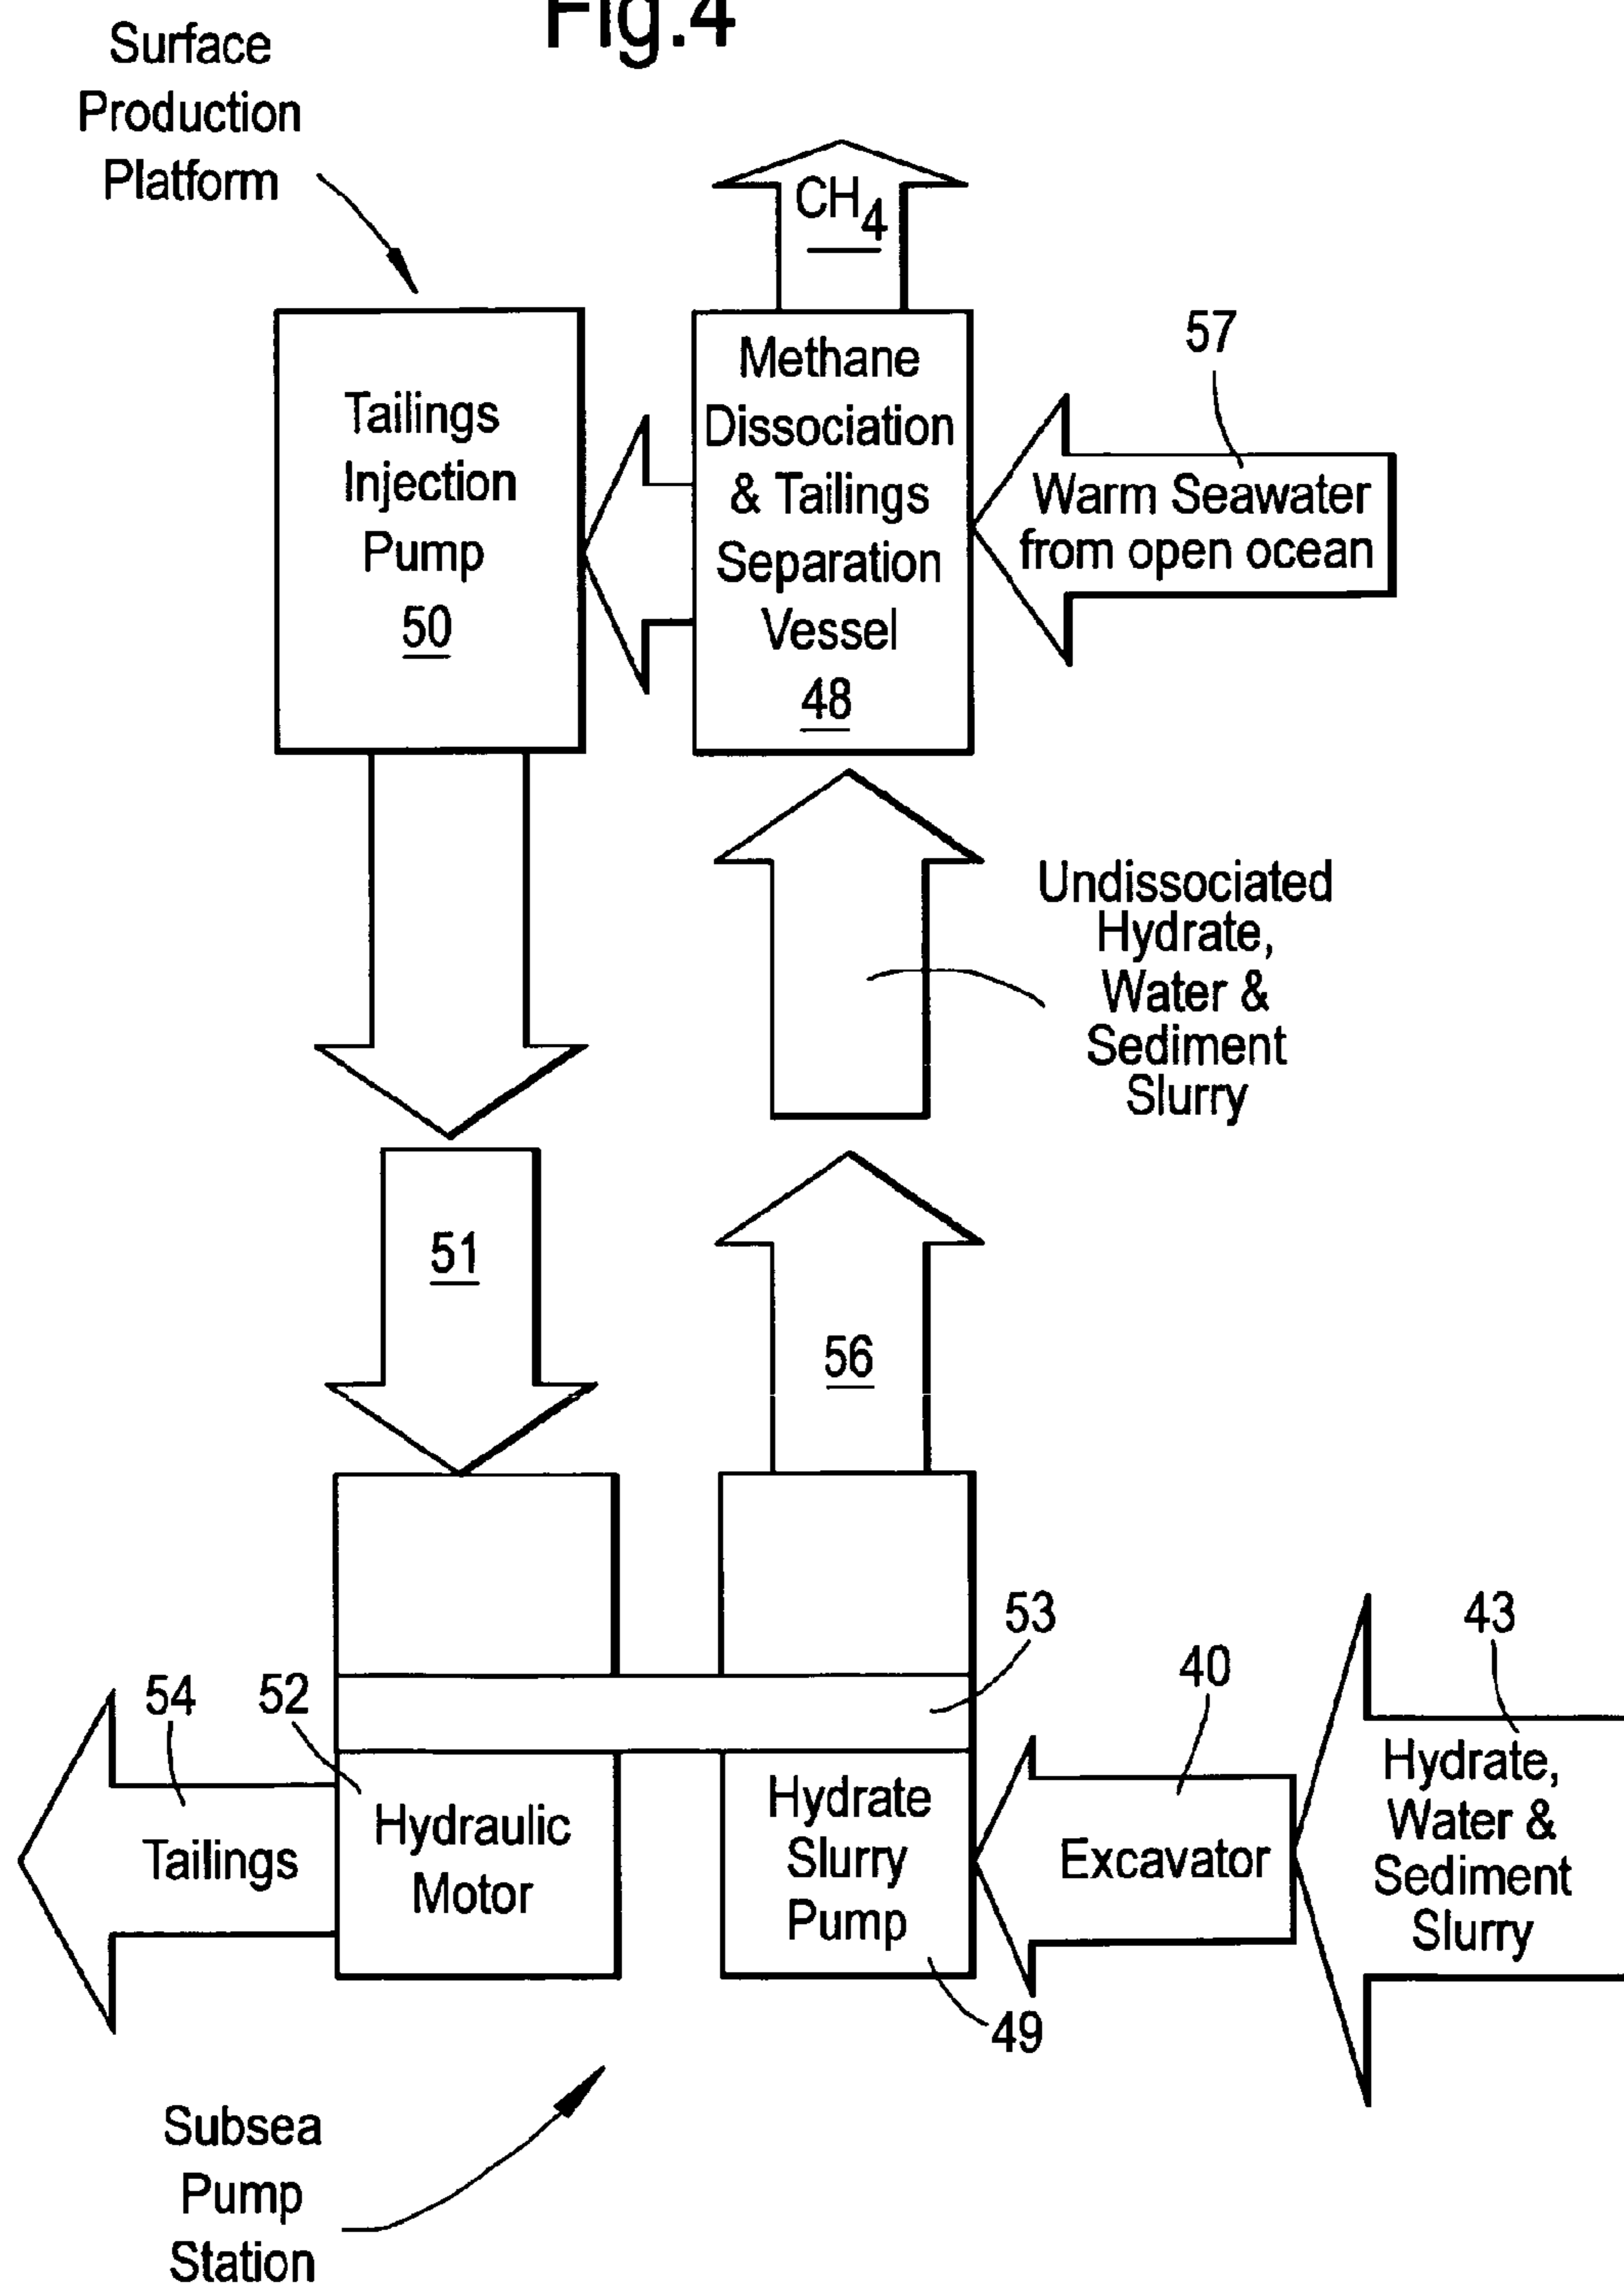 Fig.4
Surface
Production
Platform
CH4
57
Methane
Dissociation
& Tailings
Separation
Vessel
48
Tailings
Injection
Pump
50
Warm Seawater
from open ocean
Undissociated
Hydrate,
Water &
Sediment
Slurry
51
56
53
43
40
54
52
Hydrate,
Water &
Sediment
Slurry
Excavator
Hydrate
Slurry
Pump
Hydraulic
Motor
Tailings
49
Subsea
Pump
Station